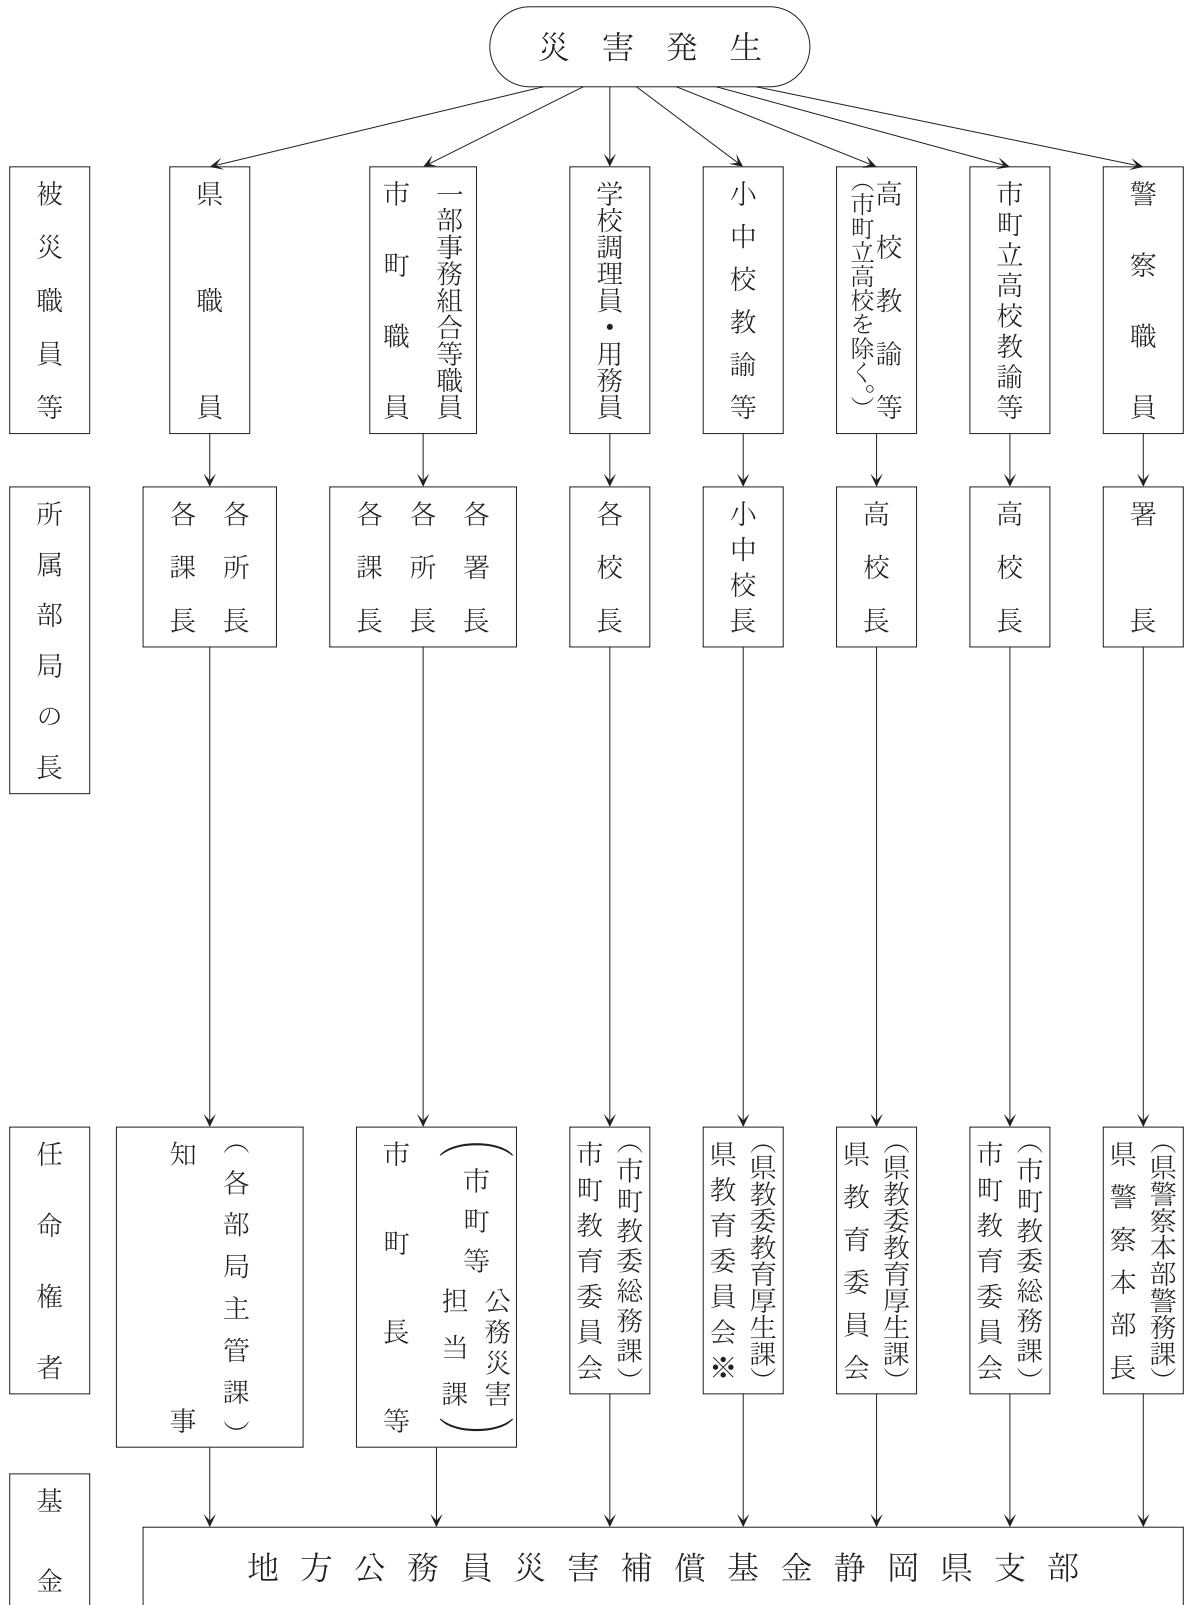 災害発生
被災職員等
県職員
市町職員
一部事務組合等職員
学校調理員・用務員
小中校教諭等
高校教諭等
(市町立高校を除く。)
市町立高校教諭等
警察職員
所属部局の長
各課長
各所長
各課長
各所長
各署長
各校長
小中校長
高校長
高校長
署長
任命権者
知事
(各部局主管課)
市町長等
(市町等公務災害担当課)
市町教育委員会
(市町教委総務課)
県教育委員会※
(県教委教育厚生課)
県教育委員会
(県教委教育厚生課)
市町教育委員会
(市町教委総務課)
県警察本部長
(県警察本部警務課)
基金
地方公務員災害補償基金静岡県支部